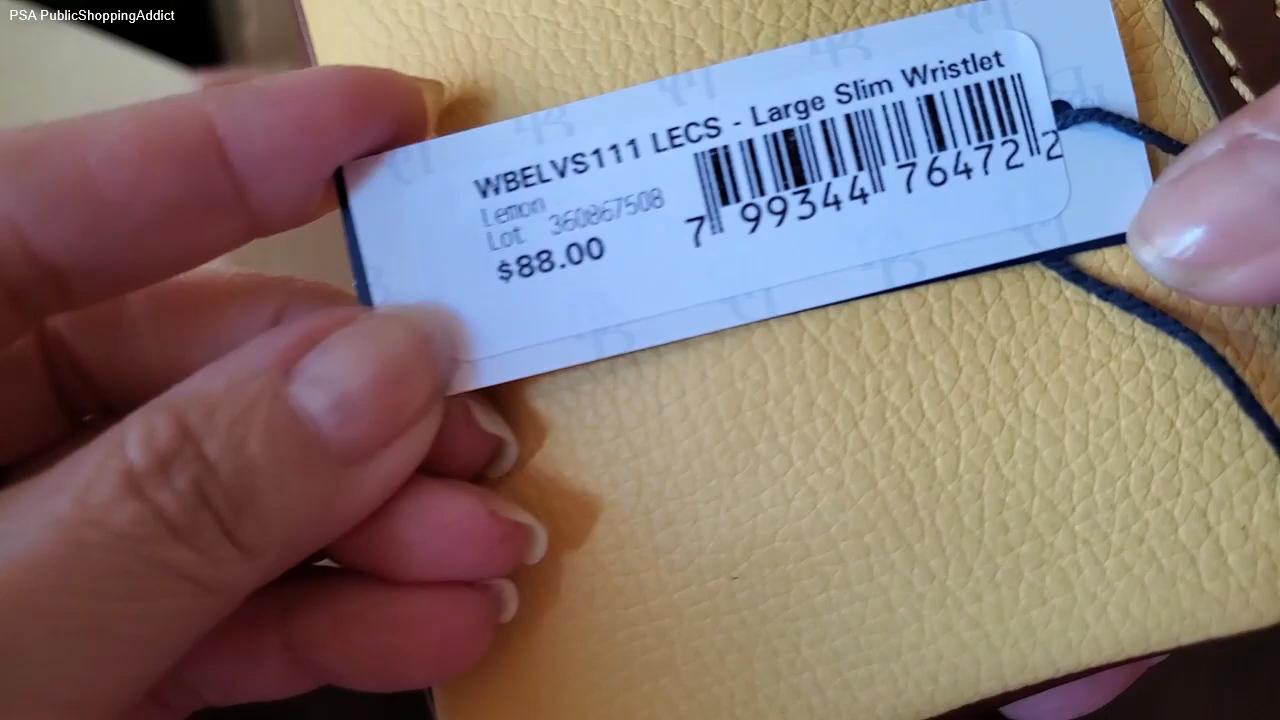 PSA PublicShoppingAddict
WBELVS111 LECS - Large Slim Wristlet
Lemon
Lot 360867508
$88.00
7 99344 76472 2